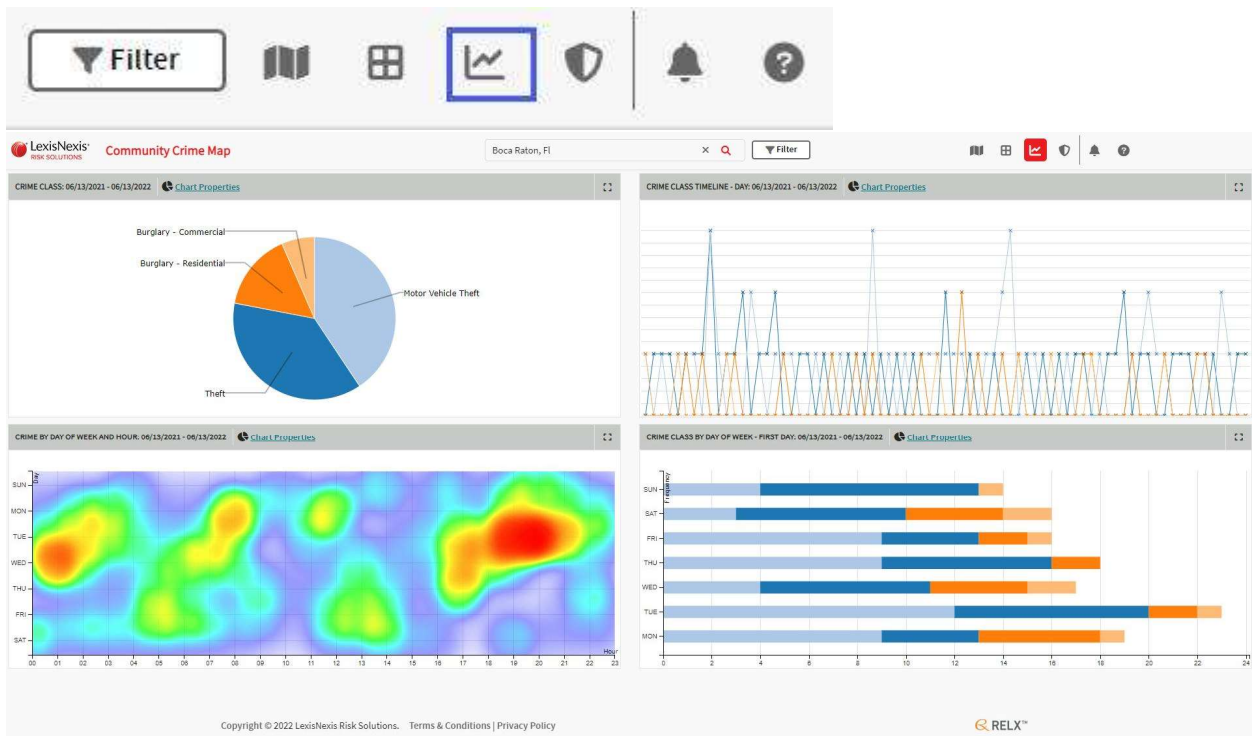 Filter
LexisNexis®
RISK SOLUTIONS
Community Crime Map
Boca Raton, Fl
Filter
CRIME CLASS: 06/13/2021 - 06/13/2022 Chart Properties
Burglary - Commercial
Burglary - Residential
Motor Vehicle Theft
Theft
CRIME CLASS TIMELINE - DAY: 06/13/2021 - 06/13/2022 Chart Properties
CRIME BY DAY OF WEEK AND HOUR: 06/13/2021 - 06/13/2022 Chart Properties
Day
SUN
MON
TUE
WED
THU
FRI
SAT
Hour
00 01 02 03 04 05 06 07 08 09 10 11 12 13 14 15 16 17 18 19 20 21 22 23
CRIME CLASS BY DAY OF WEEK - FIRST DAY: 06/13/2021 - 06/13/2022 Chart Properties
Frequency
SUN
SAT
FRI
THU
WED
TUE
MON
0 2 4 6 8 10 12 14 16 18 20 22 24
Copyright © 2022 LexisNexis Risk Solutions. Terms & Conditions | Privacy Policy
RELX™